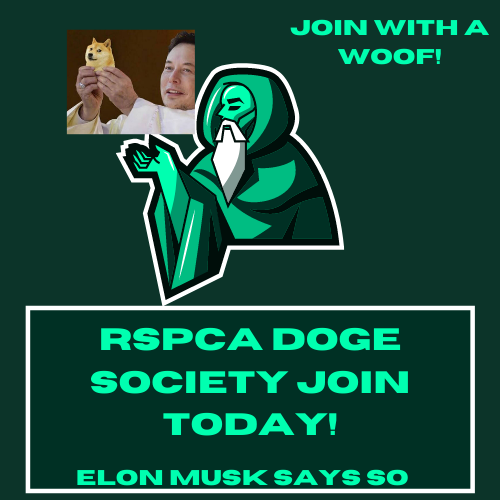 JOIN WITH A
WOOF!
RSPCA DOGE
SOCIETY JOIN
TODAY!
ELON MUSK SAYS SO